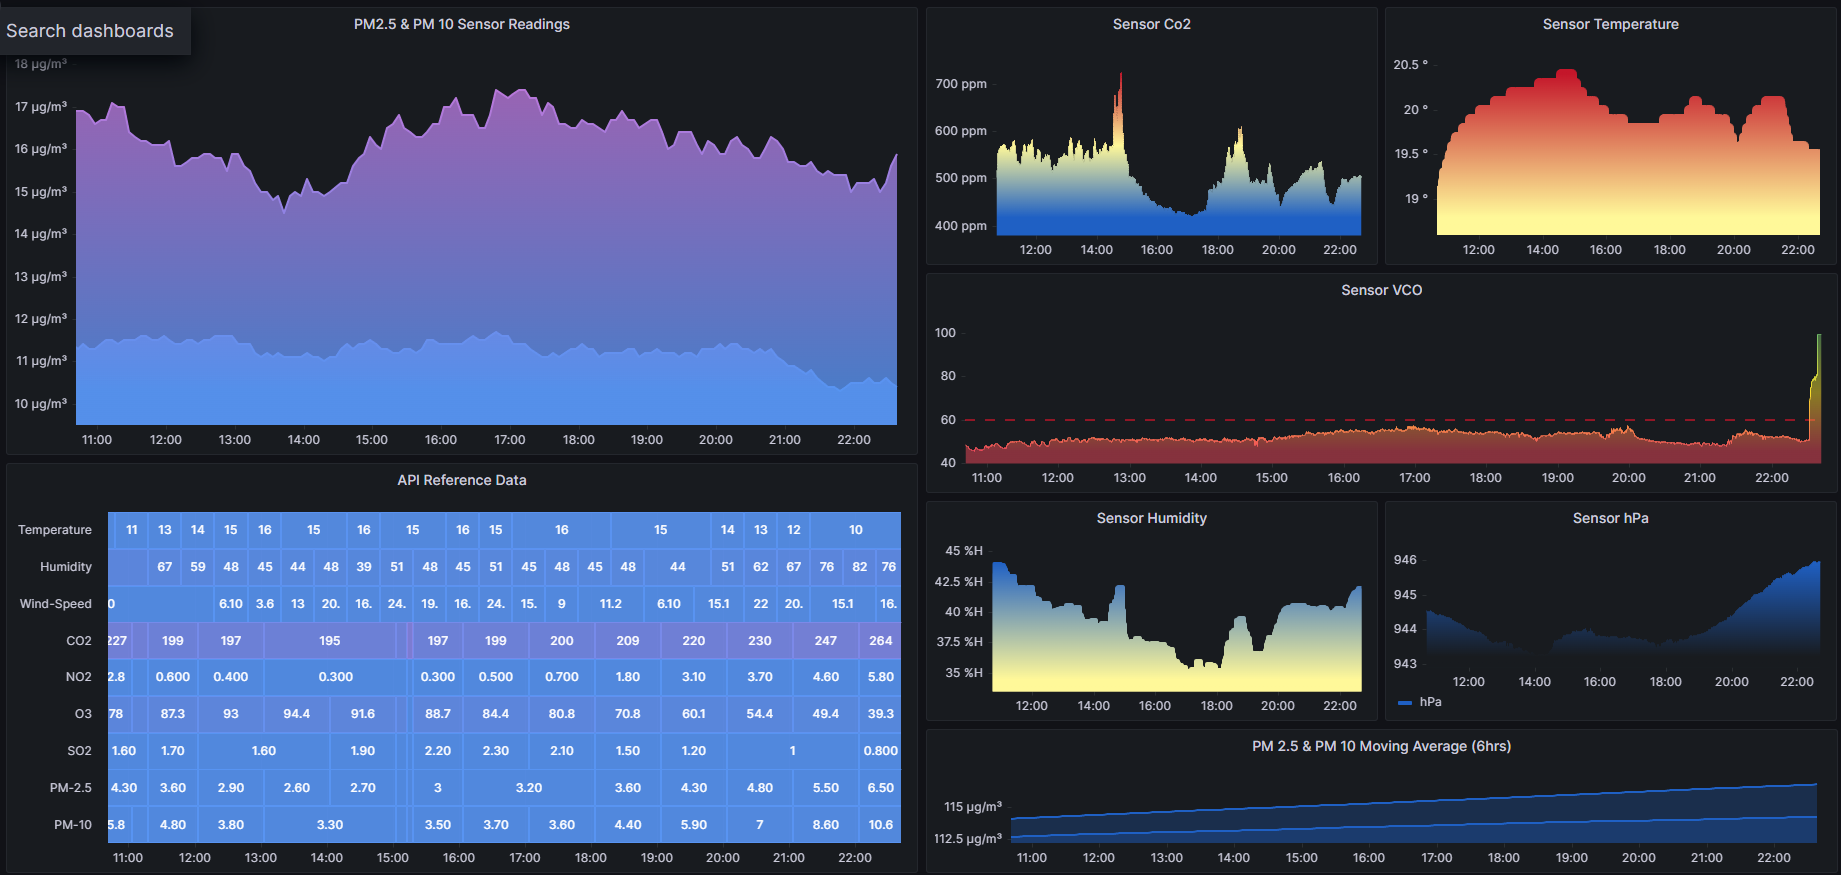 Search dashboards
PM2.5 & PM 10 Sensor Readings
18 µg/m³
17 µg/m³
16 µg/m³
15 µg/m³
14 µg/m³
13 µg/m³
12 µg/m³
11 µg/m³
10 µg/m³
11:00 12:00 13:00 14:00 15:00 16:00 17:00 18:00 19:00 20:00 21:00 22:00
Sensor Co2
700 ppm
600 ppm
500 ppm
400 ppm
12:00 14:00 16:00 18:00 20:00 22:00
Sensor Temperature
20.5 °
20 °
19.5 °
19 °
12:00 14:00 16:00 18:00 20:00 22:00
Sensor VCO
100
80
60
40
11:00 12:00 13:00 14:00 15:00 16:00 17:00 18:00 19:00 20:00 21:00 22:00
API Reference Data
Temperature 11 13 14 15 16 15 16 15 16 15 16 15 14 13 12 10
Humidity 67 59 48 45 44 48 39 51 48 45 51 45 48 45 48 44 51 62 67 76 82 76
Wind-Speed 0 6.10 3.6 13 20. 16. 24. 19. 16. 24. 15. 9 11.2 6.10 15.1 22 20. 15.1 16.
CO2 227 199 197 195 197 199 200 209 220 230 247 264
NO2 2.8 0.600 0.400 0.300 0.300 0.500 0.700 1.80 3.10 3.70 4.60 5.80
O3 78 87.3 93 94.4 91.6 88.7 84.4 80.8 70.8 60.1 54.4 49.4 39.3
SO2 1.60 1.70 1.60 1.90 2.20 2.30 2.10 1.50 1.20 1 0.800
PM-2.5 4.30 3.60 2.90 2.60 2.70 3 3.20 3.60 4.30 4.80 5.50 6.50
PM-10 5.8 4.80 3.80 3.30 3.50 3.70 3.60 4.40 5.90 7 8.60 10.6
11:00 12:00 13:00 14:00 15:00 16:00 17:00 18:00 19:00 20:00 21:00 22:00
Sensor Humidity
45 %H
42.5 %H
40 %H
37.5 %H
35 %H
12:00 14:00 16:00 18:00 20:00 22:00
Sensor hPa
946
945
944
943
12:00 14:00 16:00 18:00 20:00 22:00
hPa
PM 2.5 & PM 10 Moving Average (6hrs)
115 µg/m³
112.5 µg/m³
11:00 12:00 13:00 14:00 15:00 16:00 17:00 18:00 19:00 20:00 21:00 22:00